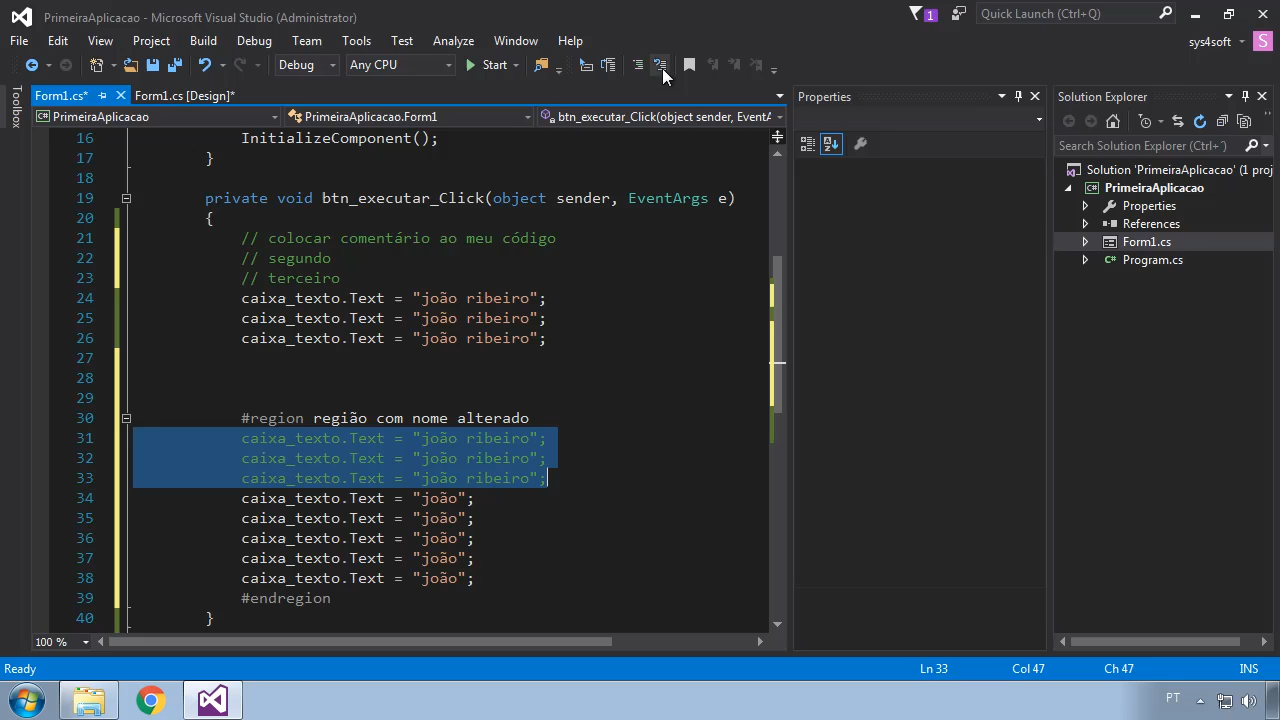 PrimeiraAplicacao - Microsoft Visual Studio (Administrator)
1
Quick Launch (Ctrl+Q)
File Edit View Project Build Debug Team Tools Test Analyze Window Help
sys4soft
S
Debug
Any CPU
Start
Toolbox
Form1.cs*
Form1.cs [Design]*
PrimeiraAplicacao
PrimeiraAplicacao.Form1
btn_executar_Click(object sender, EventA
16 InitializeComponent();
17 }
18
19 private void btn_executar_Click(object sender, EventArgs e)
20 {
21 // colocar comentário ao meu código
22 // segundo
23 // terceiro
24 caixa_texto.Text = "joão ribeiro";
25 caixa_texto.Text = "joão ribeiro";
26 caixa_texto.Text = "joão ribeiro";
27
28
29
30 #region região com nome alterado
31 caixa_texto.Text = "joão ribeiro";
32 caixa_texto.Text = "joão ribeiro";
33 caixa_texto.Text = "joão ribeiro";
34 caixa_texto.Text = "joão";
35 caixa_texto.Text = "joão";
36 caixa_texto.Text = "joão";
37 caixa_texto.Text = "joão";
38 caixa_texto.Text = "joão";
39 #endregion
40 }
100 %
Properties
Solution Explorer
Search Solution Explorer (Ctrl+')
Solution 'PrimeiraAplicacao' (1 proj
PrimeiraAplicacao
Properties
References
Form1.cs
Program.cs
Ready
Ln 33
Col 47
Ch 47
INS
PT